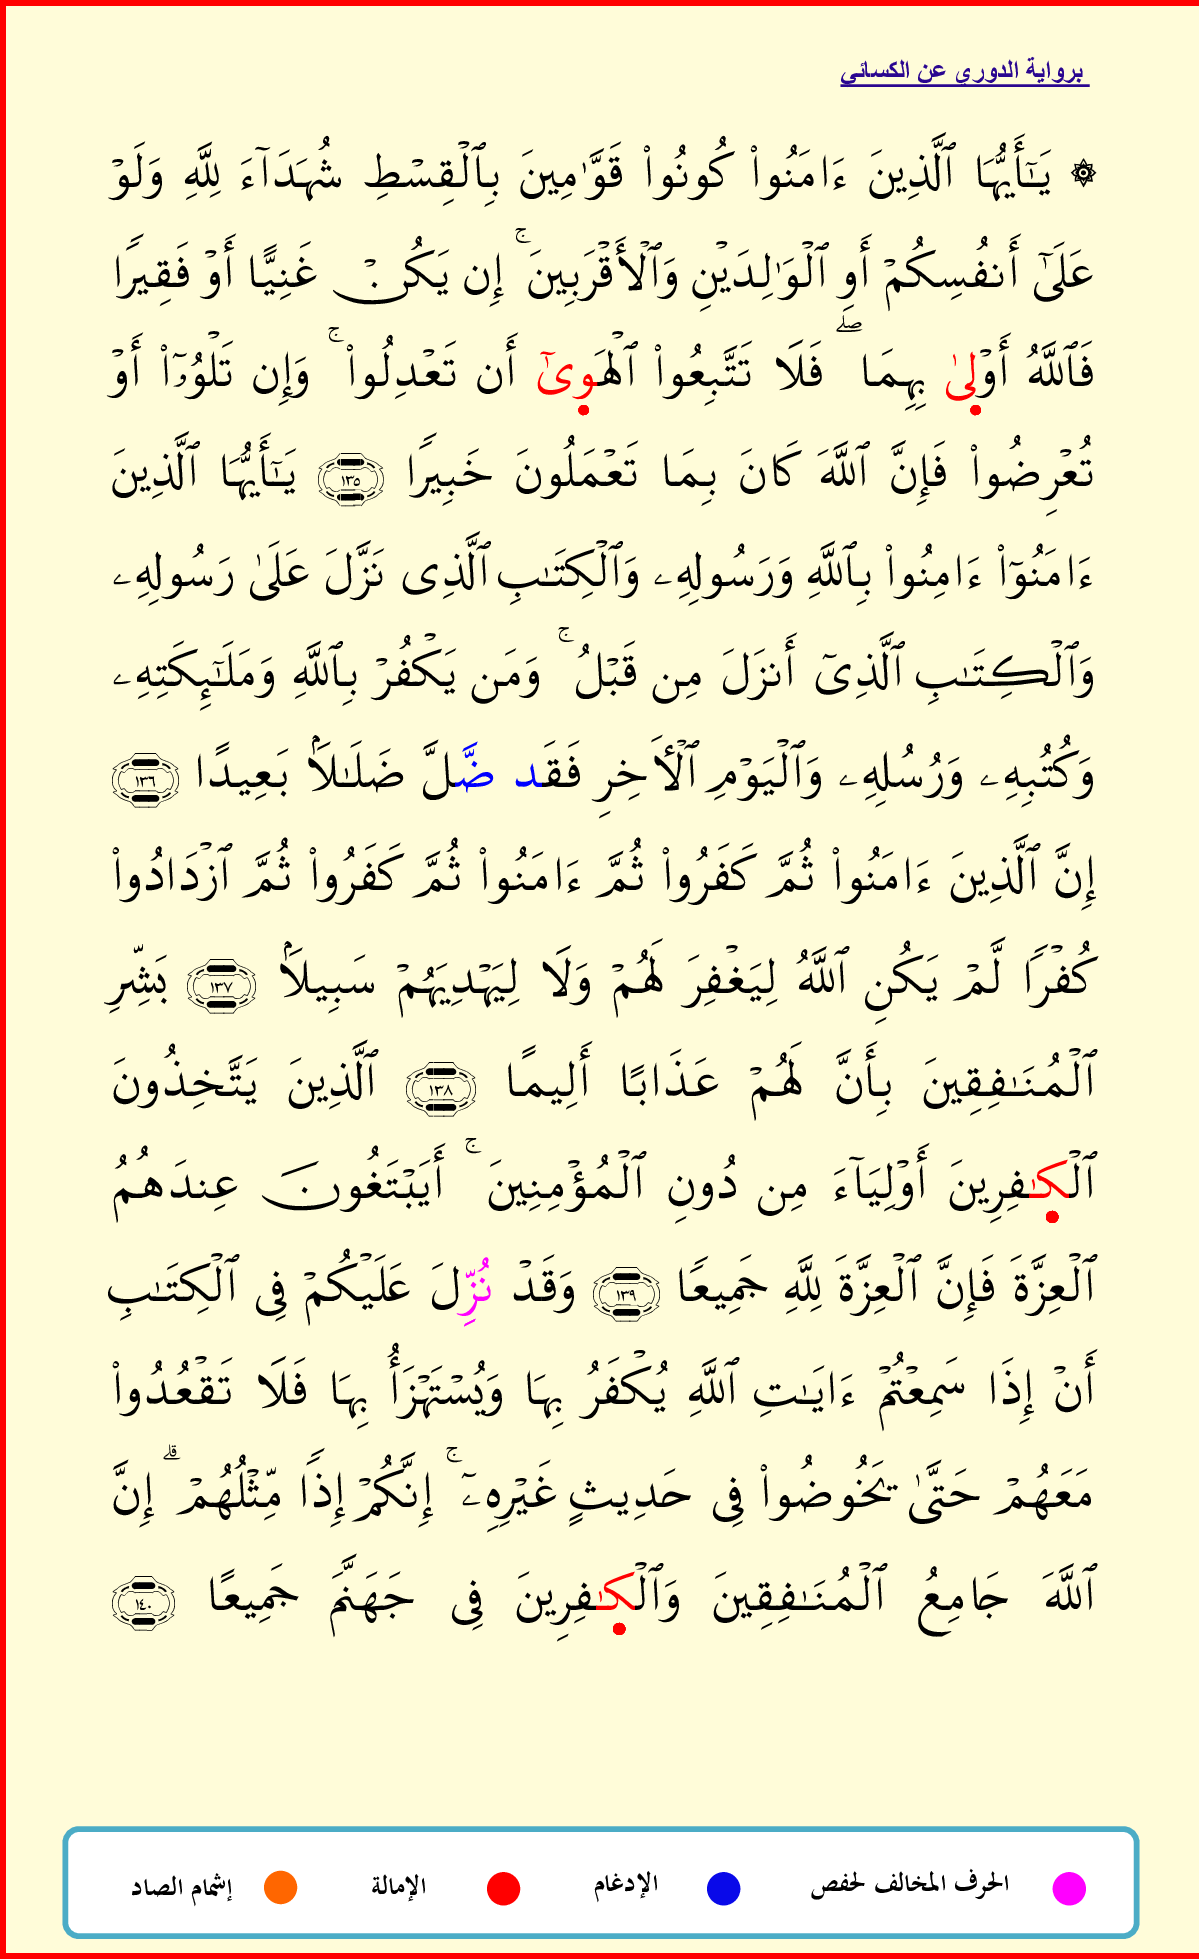 برواية الدوري عن الكسائي
۞ يَـٰٓأَيُّهَا ٱلَّذِينَ ءَامَنُوا۟ كُونُوا۟ قَوَّٰمِينَ بِٱلْقِسْطِ شُهَدَآءَ لِلَّهِ وَلَوْ
عَلَىٰٓ أَنفُسِكُمْ أَوِ ٱلْوَٰلِدَيْنِ وَٱلْأَقْرَبِينَ ۚ إِن يَكُنْ غَنِيًّا أَوْ فَقِيرًا
فَٱللَّهُ أَوْلىٰ بِهِمَا ۖ فَلَا تَتَّبِعُوا۟ ٱلْهَوىٰٓ أَن تَعْدِلُوا۟ ۚ وَإِن تَلْوُۥٓا۟ أَوْ
تُعْرِضُوا۟ فَإِنَّ ٱللَّهَ كَانَ بِمَا تَعْمَلُونَ خَبِيرًا ١٣٥ يَـٰٓأَيُّهَا ٱلَّذِينَ
ءَامَنُوٓا۟ ءَامِنُوا۟ بِٱللَّهِ وَرَسُولِهِۦ وَٱلْكِتَـٰبِ ٱلَّذِى نَزَّلَ عَلَىٰ رَسُولِهِۦ
وَٱلْكِتَـٰبِ ٱلَّذِىٓ أَنزَلَ مِن قَبْلُ ۚ وَمَن يَكْفُرْ بِٱللَّهِ وَمَلَـٰٓئِكَتِهِۦ
وَكُتُبِهِۦ وَرُسُلِهِۦ وَٱلْيَوْمِ ٱلْـَٔاخِرِ فَقَد ضَّلَّ ضَلَـٰلًۢا بَعِيدًا ١٣٦
إِنَّ ٱلَّذِينَ ءَامَنُوا۟ ثُمَّ كَفَرُوا۟ ثُمَّ ءَامَنُوا۟ ثُمَّ كَفَرُوا۟ ثُمَّ ٱزْدَادُوا۟
كُفْرًا لَّمْ يَكُنِ ٱللَّهُ لِيَغْفِرَ لَهُمْ وَلَا لِيَهْدِيَهُمْ سَبِيلًۢا ١٣٧ بَشِّرِ
ٱلْمُنَـٰفِقِينَ بِأَنَّ لَهُمْ عَذَابًا أَلِيمًا ١٣٨ ٱلَّذِينَ يَتَّخِذُونَ
ٱلْكـٰفِرِينَ أَوْلِيَآءَ مِن دُونِ ٱلْمُؤْمِنِينَ ۚ أَيَبْتَغُونَ عِندَهُمُ
ٱلْعِزَّةَ فَإِنَّ ٱلْعِزَّةَ لِلَّهِ جَمِيعًا ١٣٩ وَقَدْ نُزِّلَ عَلَيْكُمْ فِى ٱلْكِتَـٰبِ
أَنْ إِذَا سَمِعْتُمْ ءَايَـٰتِ ٱللَّهِ يُكْفَرُ بِهَا وَيُسْتَهْزَأُ بِهَا فَلَا تَقْعُدُوا۟
مَعَهُمْ حَتَّىٰ يَخُوضُوا۟ فِى حَدِيثٍ غَيْرِهِۦٓ ۚ إِنَّكُمْ إِذًا مِّثْلُهُمْ ۗ إِنَّ
ٱللَّهَ جَامِعُ ٱلْمُنَـٰفِقِينَ وَٱلْكـٰفِرِينَ فِى جَهَنَّمَ جَمِيعًا ١٤٠
الحرف المخالف لحفص الإدغام الإمالة إشمام الصاد